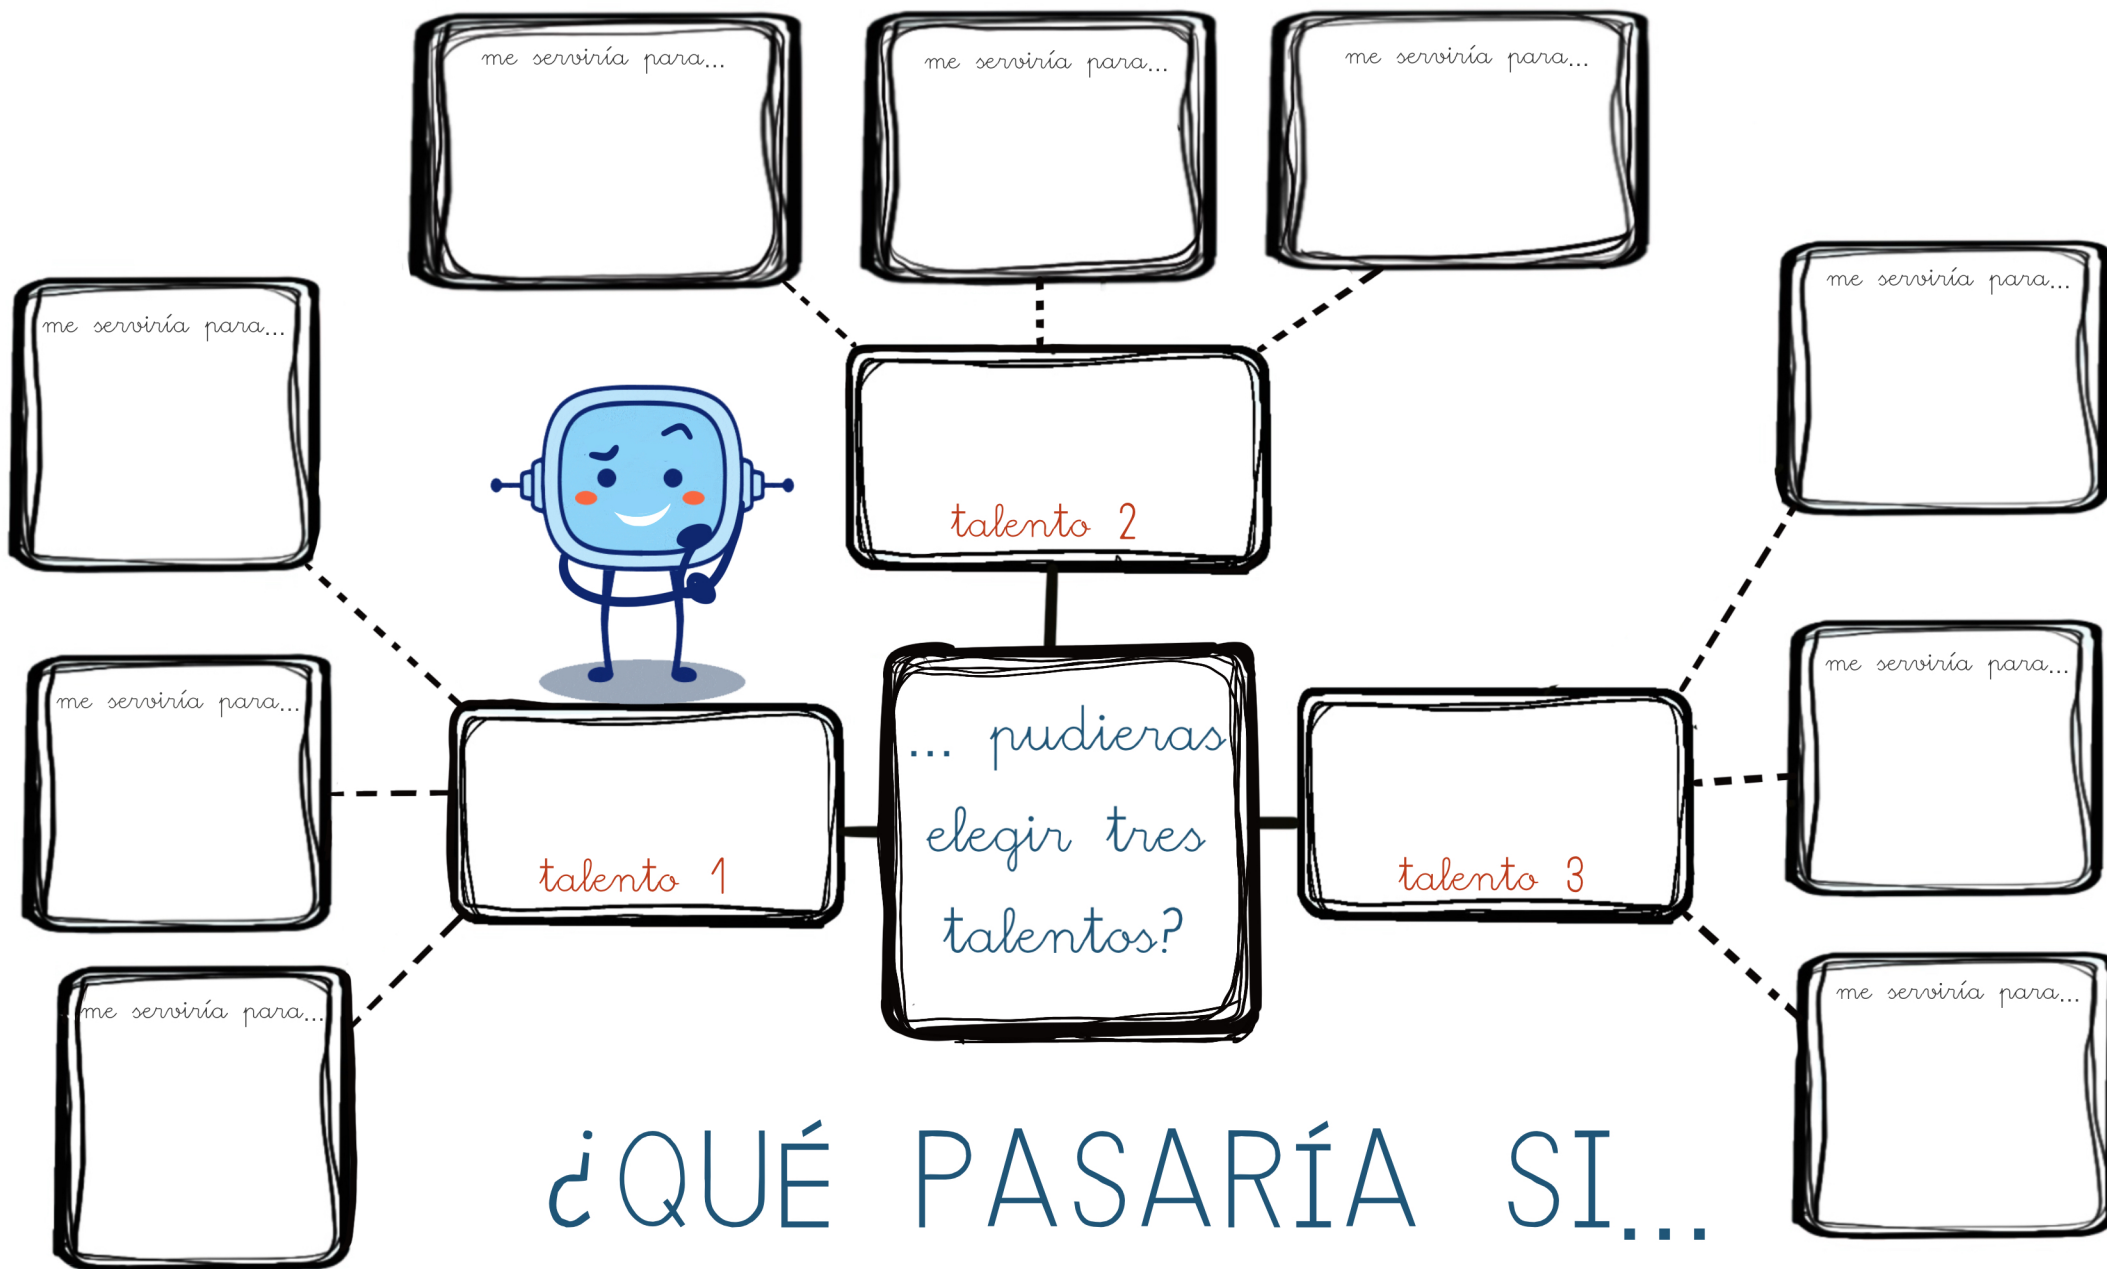 me serviría para...
me serviría para...
me serviría para...
me serviría para...
me serviría para...
talento 2
me serviría para...
me serviría para...
... pudieras
elegir tres
talentos?
talento 1
talento 3
me serviría para...
me serviría para...
¿QUÉ PASARÍA SI...